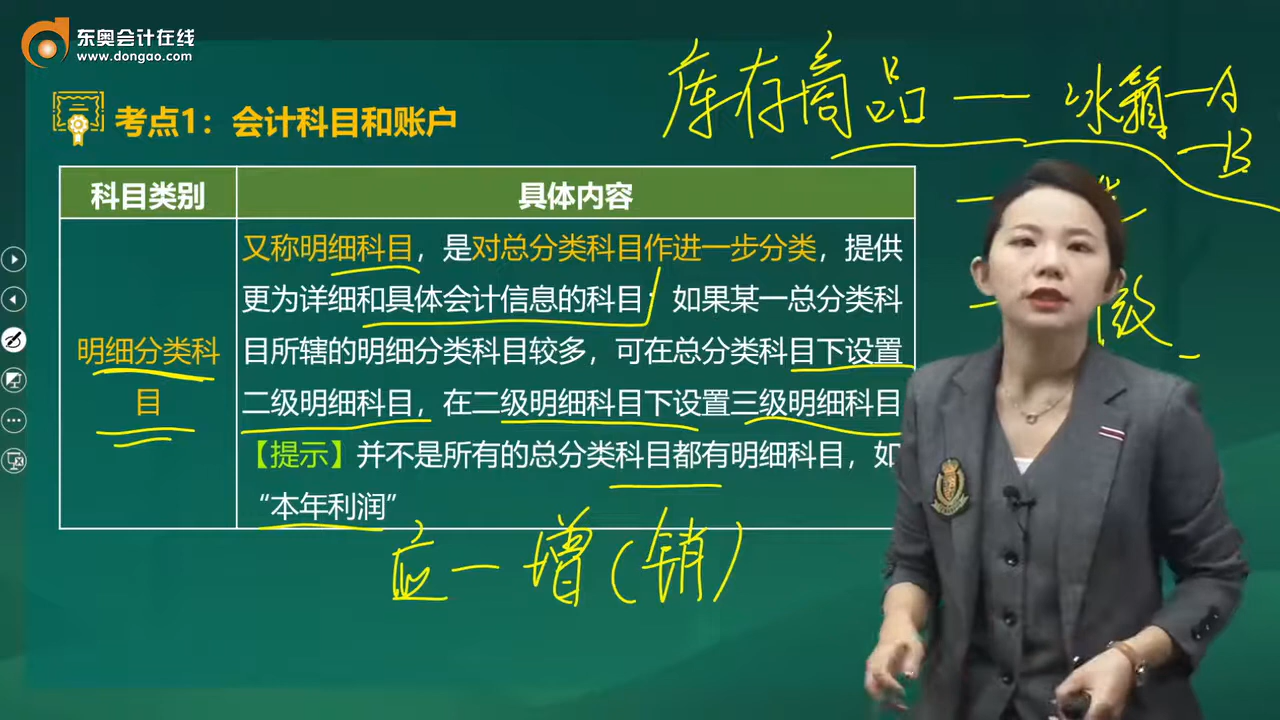 东奥会计在线
www.dongao.com
库存商品 — 冰箱 — A
— B
考点1：会计科目和账户
科目类别
具体内容
明细分类科
目
又称明细科目，是对总分类科目作进一步分类，提供
更为详细和具体会计信息的科目；如果某一总分类科
目所辖的明细分类科目较多，可在总分类科目下设置
二级明细科目，在二级明细科目下设置三级明细科目
【提示】并不是所有的总分类科目都有明细科目，如
“本年利润”
应 — 增（销）